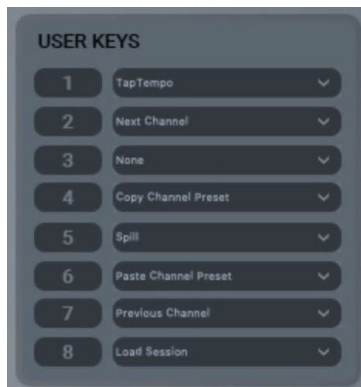 USER KEYS
1 TapTempo
2 Next Channel
3 None
4 Copy Channel Preset
5 Spill
6 Paste Channel Preset
7 Previous Channel
8 Load Session